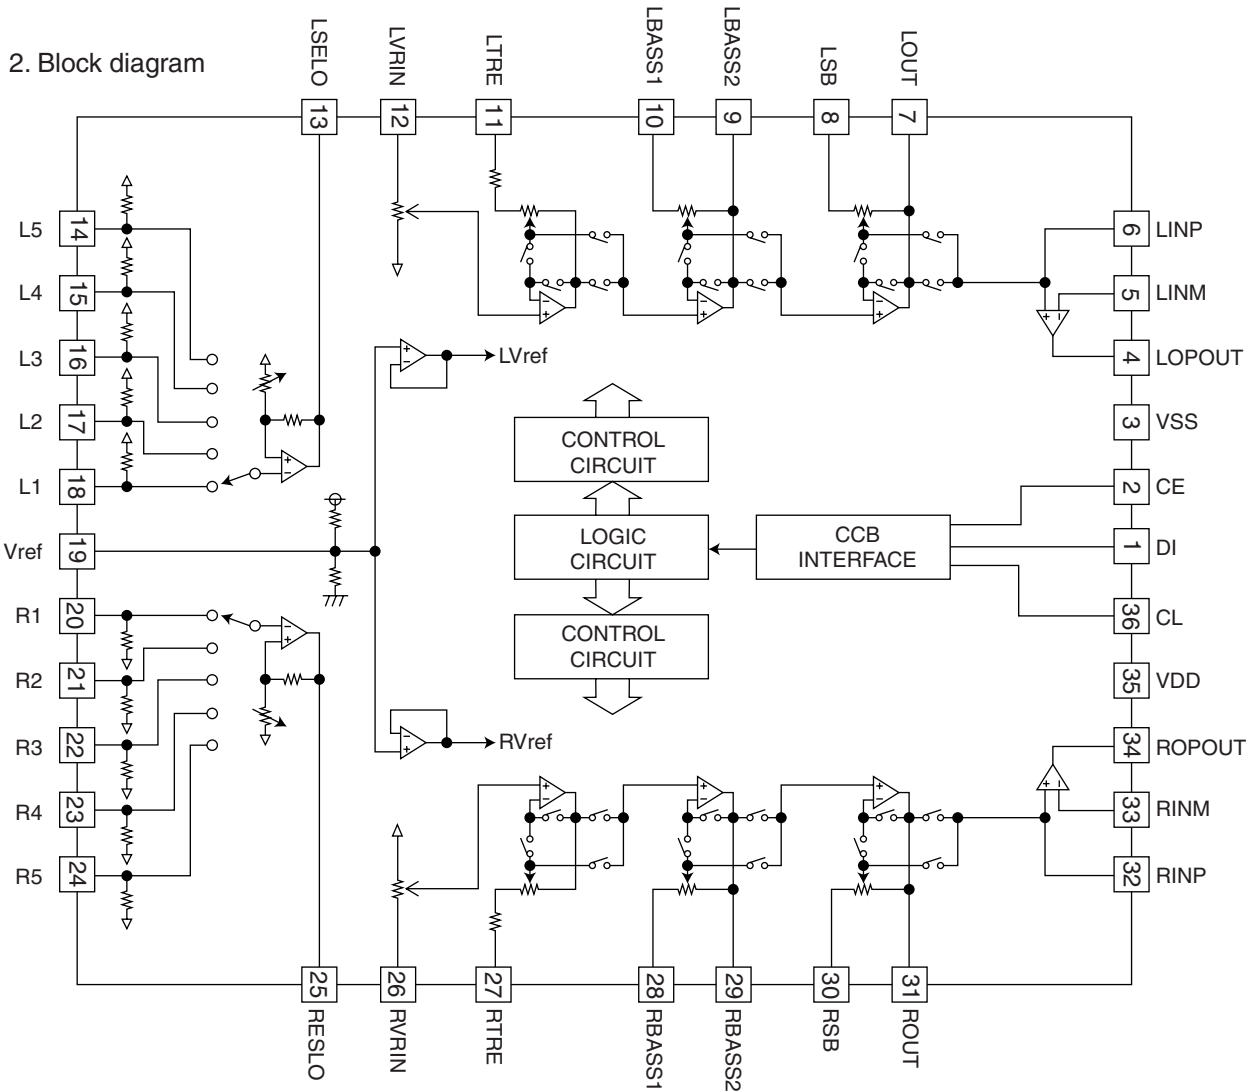 2. Block diagram
LSELO
LVRIN
LTRE
LBASS1
LBASS2
LSB
LOUT
13
12
11
10
9
8
7
L5
14
6
LINP
L4
15
5
LINM
L3
16
4
LOPOUT
L2
17
3
VSS
L1
18
2
CE
Vref
19
1
DI
R1
20
36
CL
R2
21
35
VDD
R3
22
34
ROPOUT
R4
23
33
RINM
R5
24
32
RINP
LVref
CONTROL
CIRCUIT
LOGIC
CIRCUIT
CCB
INTERFACE
CONTROL
CIRCUIT
RVref
25
26
27
28
29
30
31
RESLO
RVRIN
RTRE
RBASS1
RBASS2
RSB
ROUT